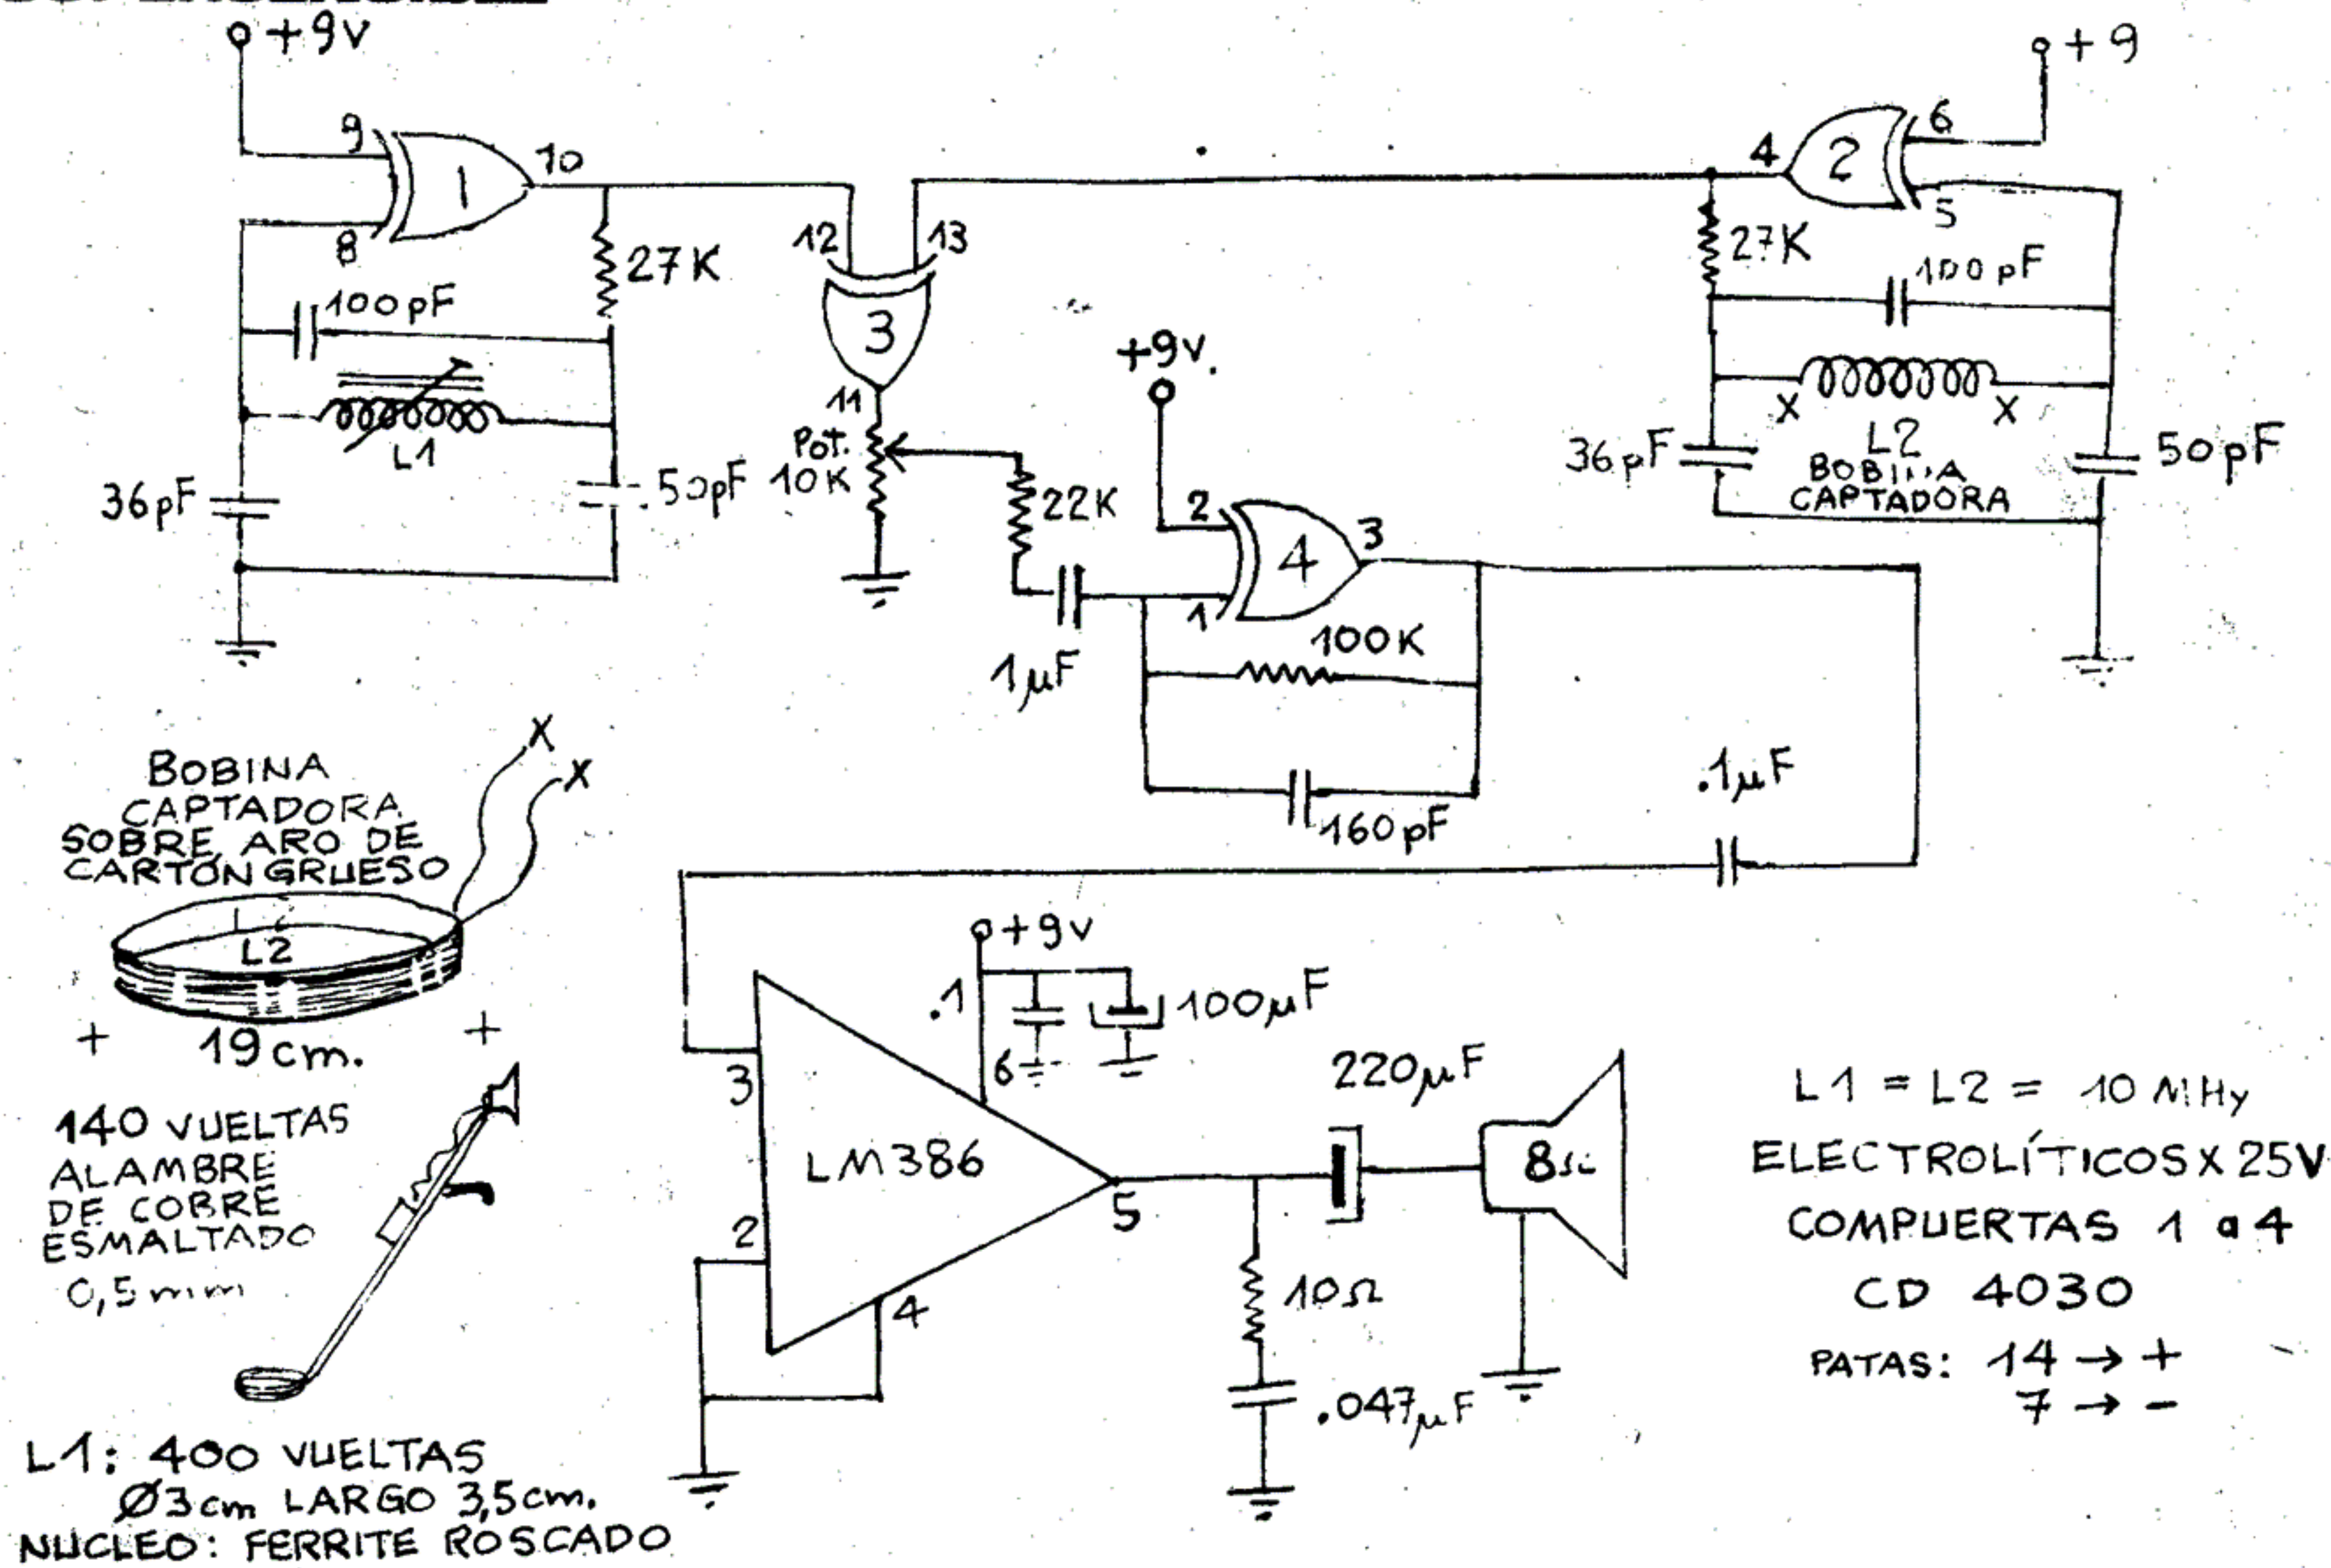 +9v
+9
9
10
1
8
4
2
6
5
27K
100pF
L1
36pF
50pF
12
13
3
11
Pot.
10K
22K
+9v.
2
3
4
1
1µF
100K
160pF
27K
100pF
36pF
L2
BOBINA
CAPTADORA
X
X
50pF
.1µF
BOBINA
CAPTADORA
SOBRE ARO DE
CARTÓN GRUESO
X
X
L2
+ 19cm. +
140 VUELTAS
ALAMBRE
DE COBRE
ESMALTADO
0,5mm
L1: 400 VUELTAS
Ø3cm LARGO 3,5cm.
NUCLEO: FERRITE ROSCADO
+9v
.1
100µF
6
3
LM386
2
4
5
220µF
8Ω
10Ω
.047µF
L1 = L2 = 10 MHy
ELECTROLÍTICOS X 25V
COMPUERTAS 1 a 4
CD 4030
PATAS: 14 → +
7 → -